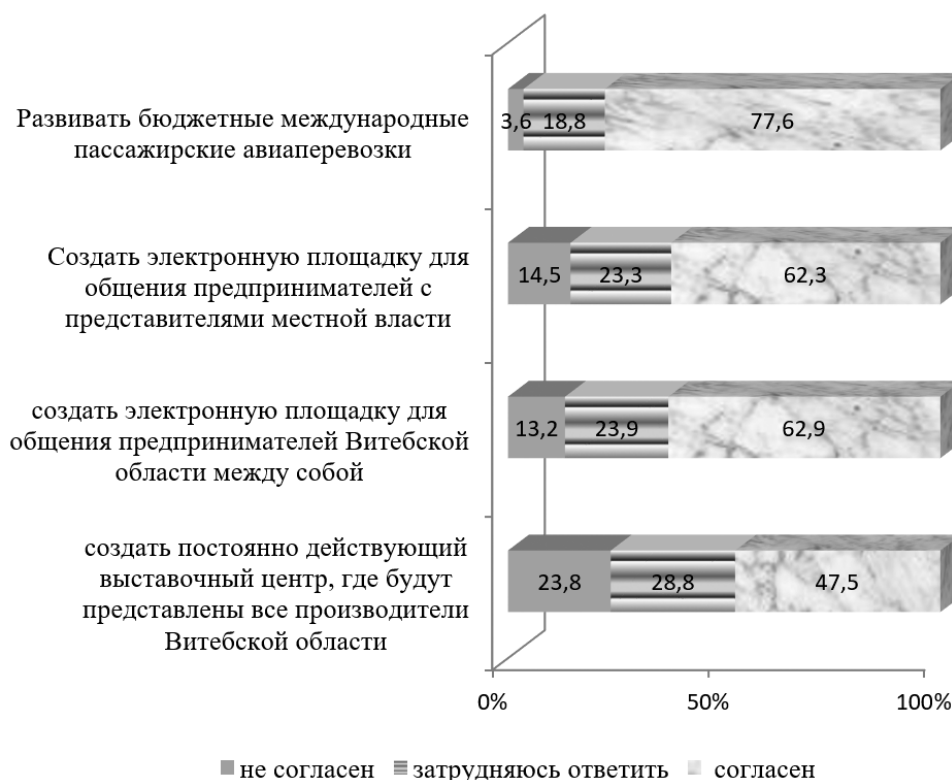 Развивать бюджетные международные
пассажирские авиаперевозки
3,6 18,8 77,6
Создать электронную площадку для
общения предпринимателей с
представителями местной власти
14,5 23,3 62,3
создать электронную площадку для
общения предпринимателей Витебской
области между собой
13,2 23,9 62,9
создать постоянно действующий
выставочный центр, где будут
представлены все производители
Витебской области
23,8 28,8 47,5
0% 50% 100%
не согласен затрудняюсь ответить согласен